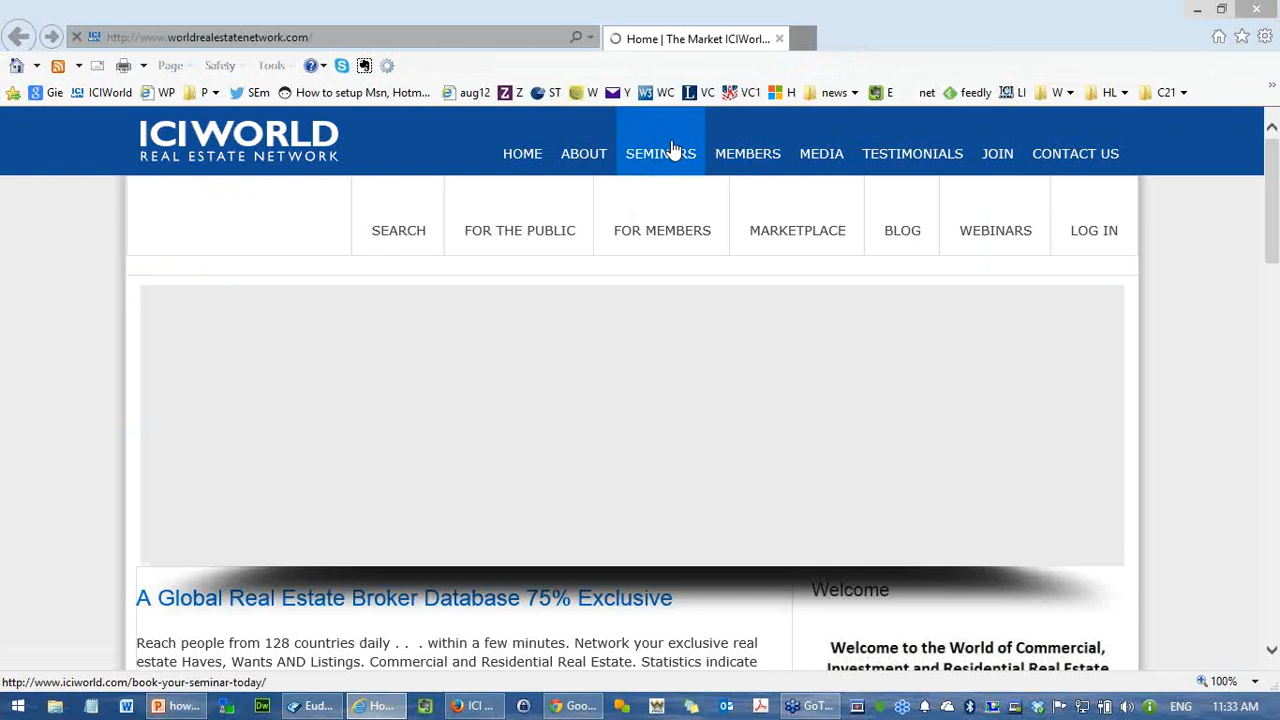 http://www.worldrealestatenetwork.com/
Home | The Market ICIWorl...
Page Safety Tools
Gie ICIWorld WP P SEm How to setup Msn, Hotm... aug12 Z ST W Y WC VC VC1 H news E net feedly LI W HL C21
ICIWORLD
REAL ESTATE NETWORK
HOME ABOUT SEMINARS MEMBERS MEDIA TESTIMONIALS JOIN CONTACT US
SEARCH FOR THE PUBLIC FOR MEMBERS MARKETPLACE BLOG WEBINARS LOG IN
A Global Real Estate Broker Database 75% Exclusive
Reach people from 128 countries daily . . . within a few minutes. Network your exclusive real
estate Haves, Wants AND Listings. Commercial and Residential Real Estate. Statistics indicate
Welcome
Welcome to the World of Commercial,
Investment and Residential Real Estate
http://www.iciworld.com/book-your-seminar-today/
100%
how... Eud... Ho... ICI ... Goo... GoT... ENG 11:33 AM